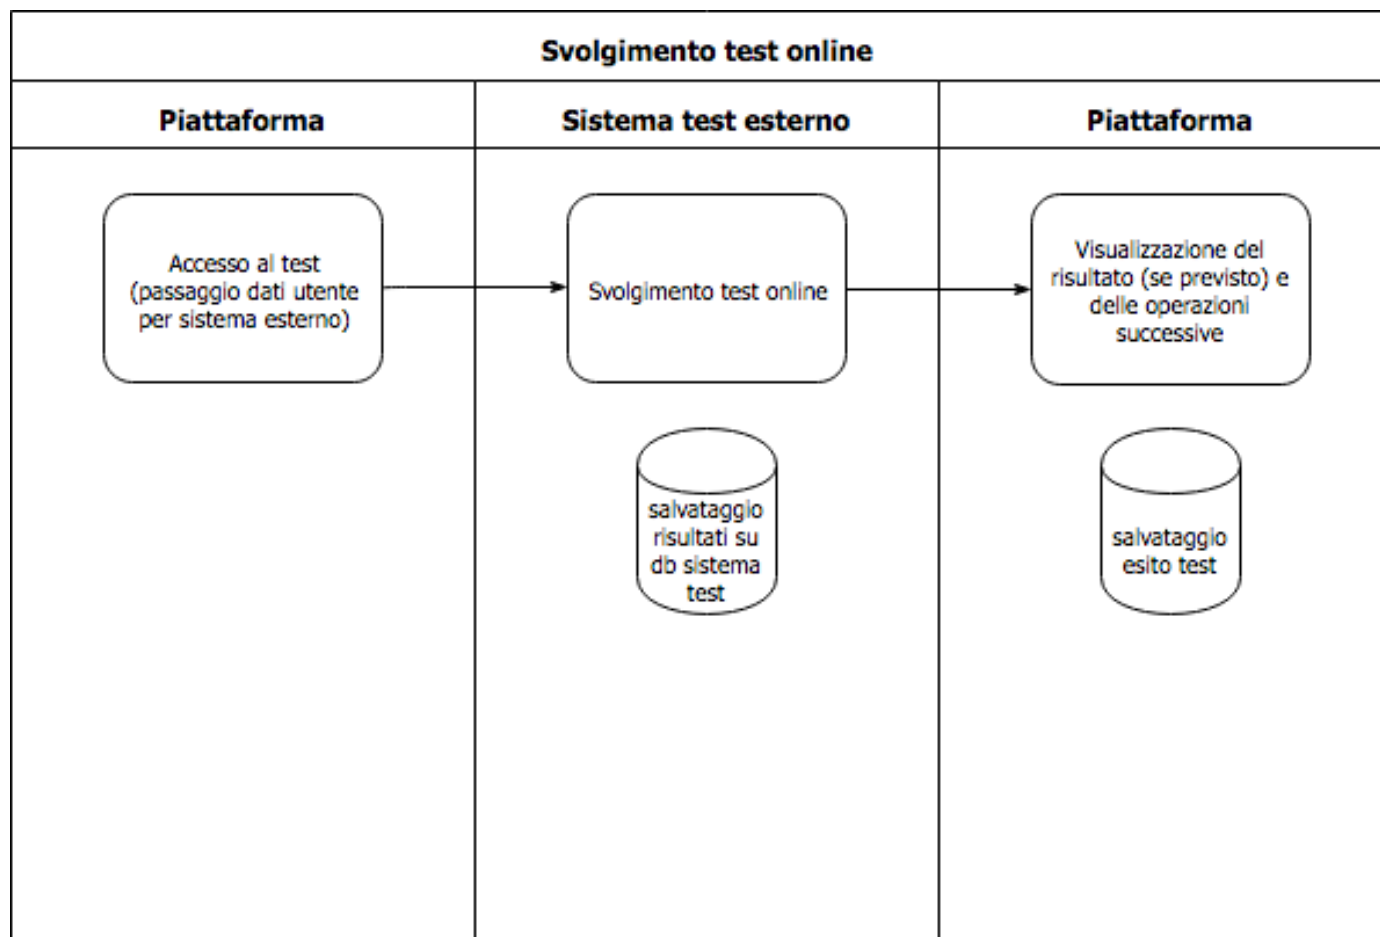 Svolgimento test online
Piattaforma
Sistema test esterno
Piattaforma
Accesso al test
(passaggio dati utente
per sistema esterno)
Svolgimento test online
Visualizzazione del
risultato (se previsto) e
delle operazioni
successive
salvataggio
risultati su
db sistema
test
salvataggio
esito test